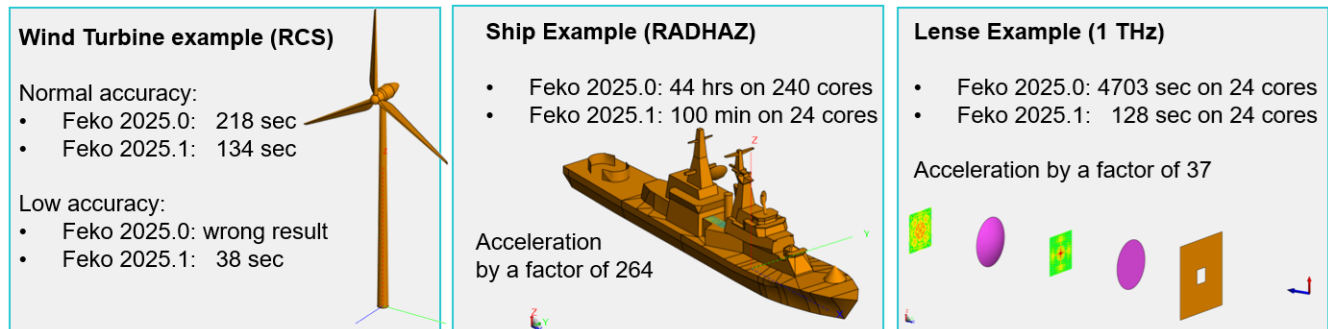 Wind Turbine example (RCS)
Normal accuracy:
• Feko 2025.0: 218 sec
• Feko 2025.1: 134 sec
Low accuracy:
• Feko 2025.0: wrong result
• Feko 2025.1: 38 sec
Z
Ship Example (RADHAZ)
• Feko 2025.0: 44 hrs on 240 cores
• Feko 2025.1: 100 min on 24 cores
Z
Y
Acceleration
by a factor of 264
Z
Y
Lense Example (1 THz)
• Feko 2025.0: 4703 sec on 24 cores
• Feko 2025.1: 128 sec on 24 cores
Acceleration by a factor of 37